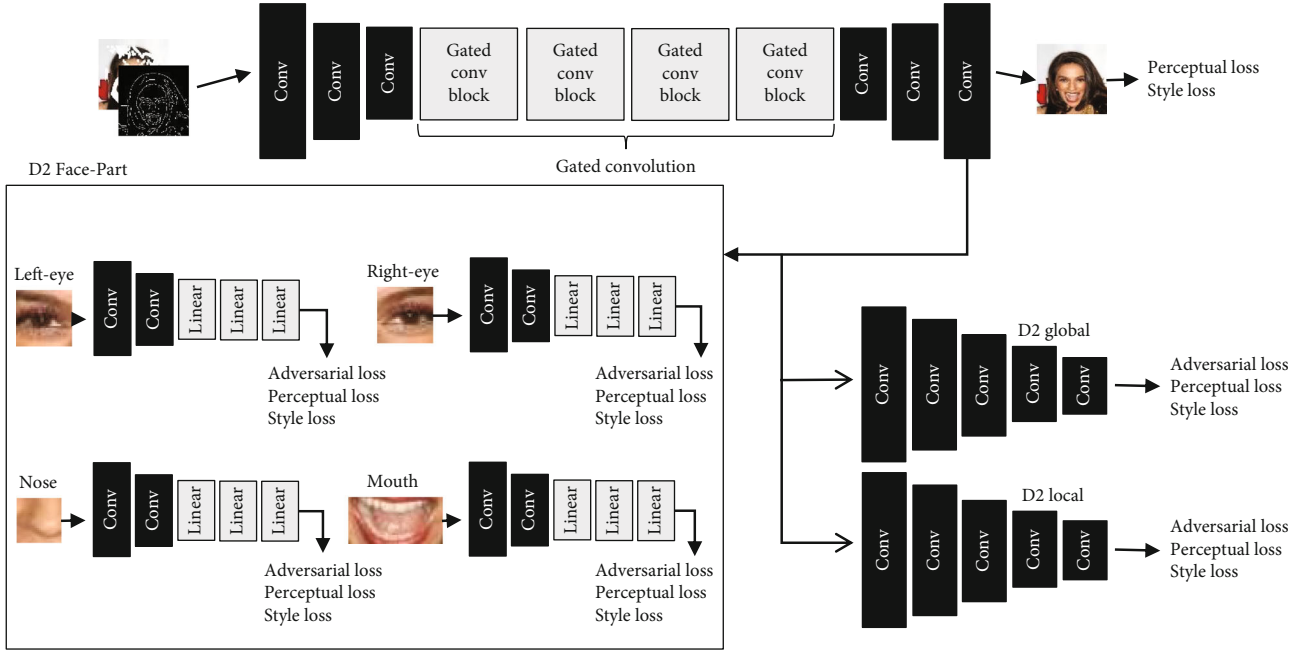 Conv
Conv
Conv
Gated
conv
block
Gated
conv
block
Gated
conv
block
Gated
conv
block
Conv
Conv
Conv
Perceptual loss
Style loss
Gated convolution
D2 Face-Part
Left-eye
Conv
Conv
Linear
Linear
Linear
Adversarial loss
Perceptual loss
Style loss
Right-eye
Conv
Conv
Linear
Linear
Linear
Adversarial loss
Perceptual loss
Style loss
Nose
Conv
Conv
Linear
Linear
Linear
Adversarial loss
Perceptual loss
Style loss
Mouth
Conv
Conv
Linear
Linear
Linear
Adversarial loss
Perceptual loss
Style loss
D2 global
Conv
Conv
Conv
Conv
Conv
Adversarial loss
Perceptual loss
Style loss
D2 local
Conv
Conv
Conv
Conv
Conv
Adversarial loss
Perceptual loss
Style loss